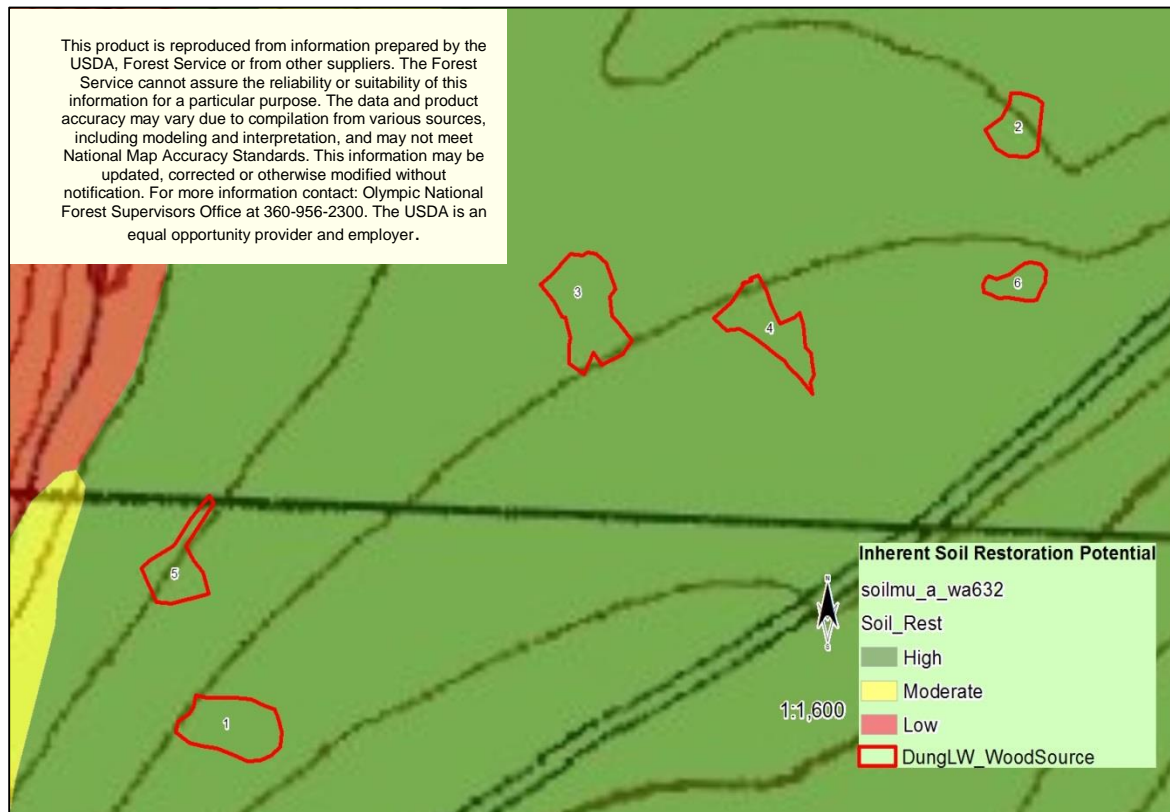 This product is reproduced from information prepared by the
USDA, Forest Service or from other suppliers. The Forest
Service cannot assure the reliability or suitability of this
information for a particular purpose. The data and product
accuracy may vary due to compilation from various sources,
including modeling and interpretation, and may not meet
National Map Accuracy Standards. This information may be
updated, corrected or otherwise modified without
notification. For more information contact: Olympic National
Forest Supervisors Office at 360-956-2300. The USDA is an
equal opportunity provider and employer.
2
3
6
4
5
1
N
S
1:1,600
Inherent Soil Restoration Potential
soilmu_a_wa632
Soil_Rest
High
Moderate
Low
DungLW_WoodSource